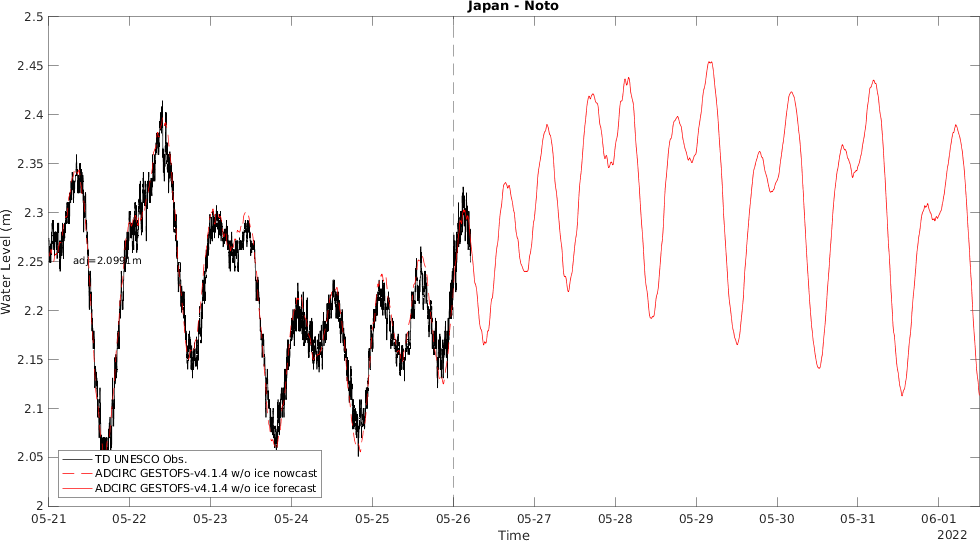 Japan - Noto
2.5
2.45
2.4
2.35
2.3
2.25
2.2
2.15
2.1
2.05
2
Water Level (m)
adj=2.0991m
TD UNESCO Obs.
ADCIRC GESTOFS-v4.1.4 w/o ice nowcast
ADCIRC GESTOFS-v4.1.4 w/o ice forecast
05-21 05-22 05-23 05-24 05-25 05-26 05-27 05-28 05-29 05-30 05-31 06-01
Time
2022